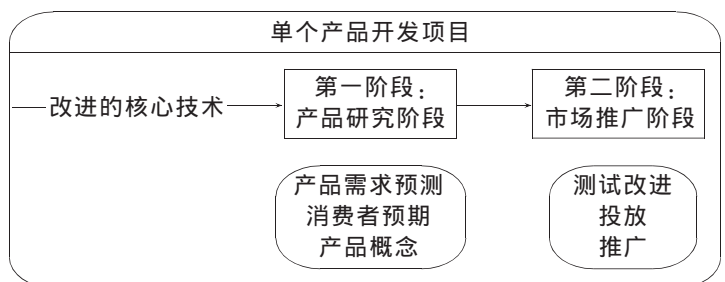 单个产品开发项目
改进的核心技术
第一阶段：
产品研究阶段
第二阶段：
市场推广阶段
产品需求预测
消费者预期
产品概念
测试改进
投放
推广